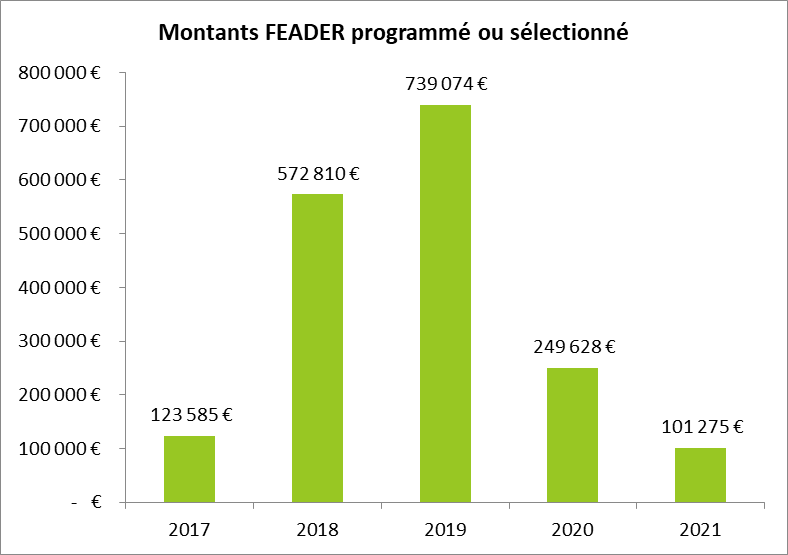 Montants FEADER programmé ou sélectionné
800 000 €
700 000 €
600 000 €
500 000 €
400 000 €
300 000 €
200 000 €
100 000 €
- €
123 585 €
572 810 €
739 074 €
249 628 €
101 275 €
2017
2018
2019
2020
2021